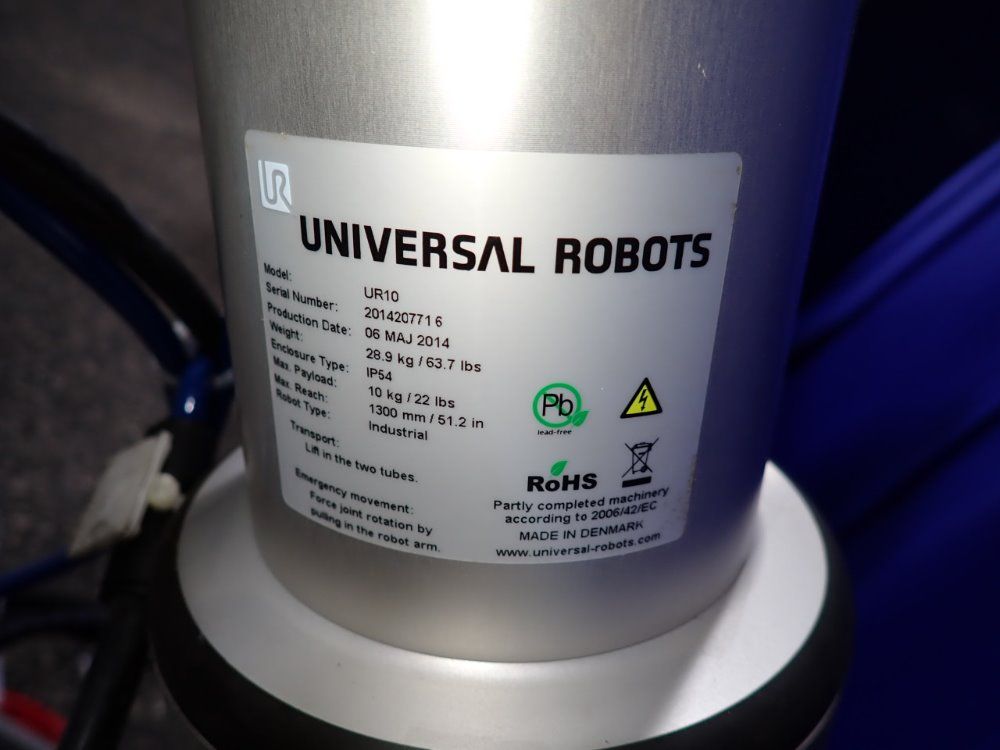 UR
UNIVERSAL ROBOTS
Model: UR10
Serial Number: 2014207716
Production Date: 06 MAJ 2014
Weight: 28.9 kg / 63.7 lbs
Enclosure Type: IP54
Max. Payload: 10 kg / 22 lbs
Max. Reach: 1300 mm / 51.2 in
Robot Type: Industrial
Transport:
Lift in the two tubes.
Emergency movement:
Force joint rotation by
pulling in the robot arm.
Pb
lead-free
RoHS
Partly completed machinery
according to 2006/42/EC
MADE IN DENMARK
www.universal-robots.com